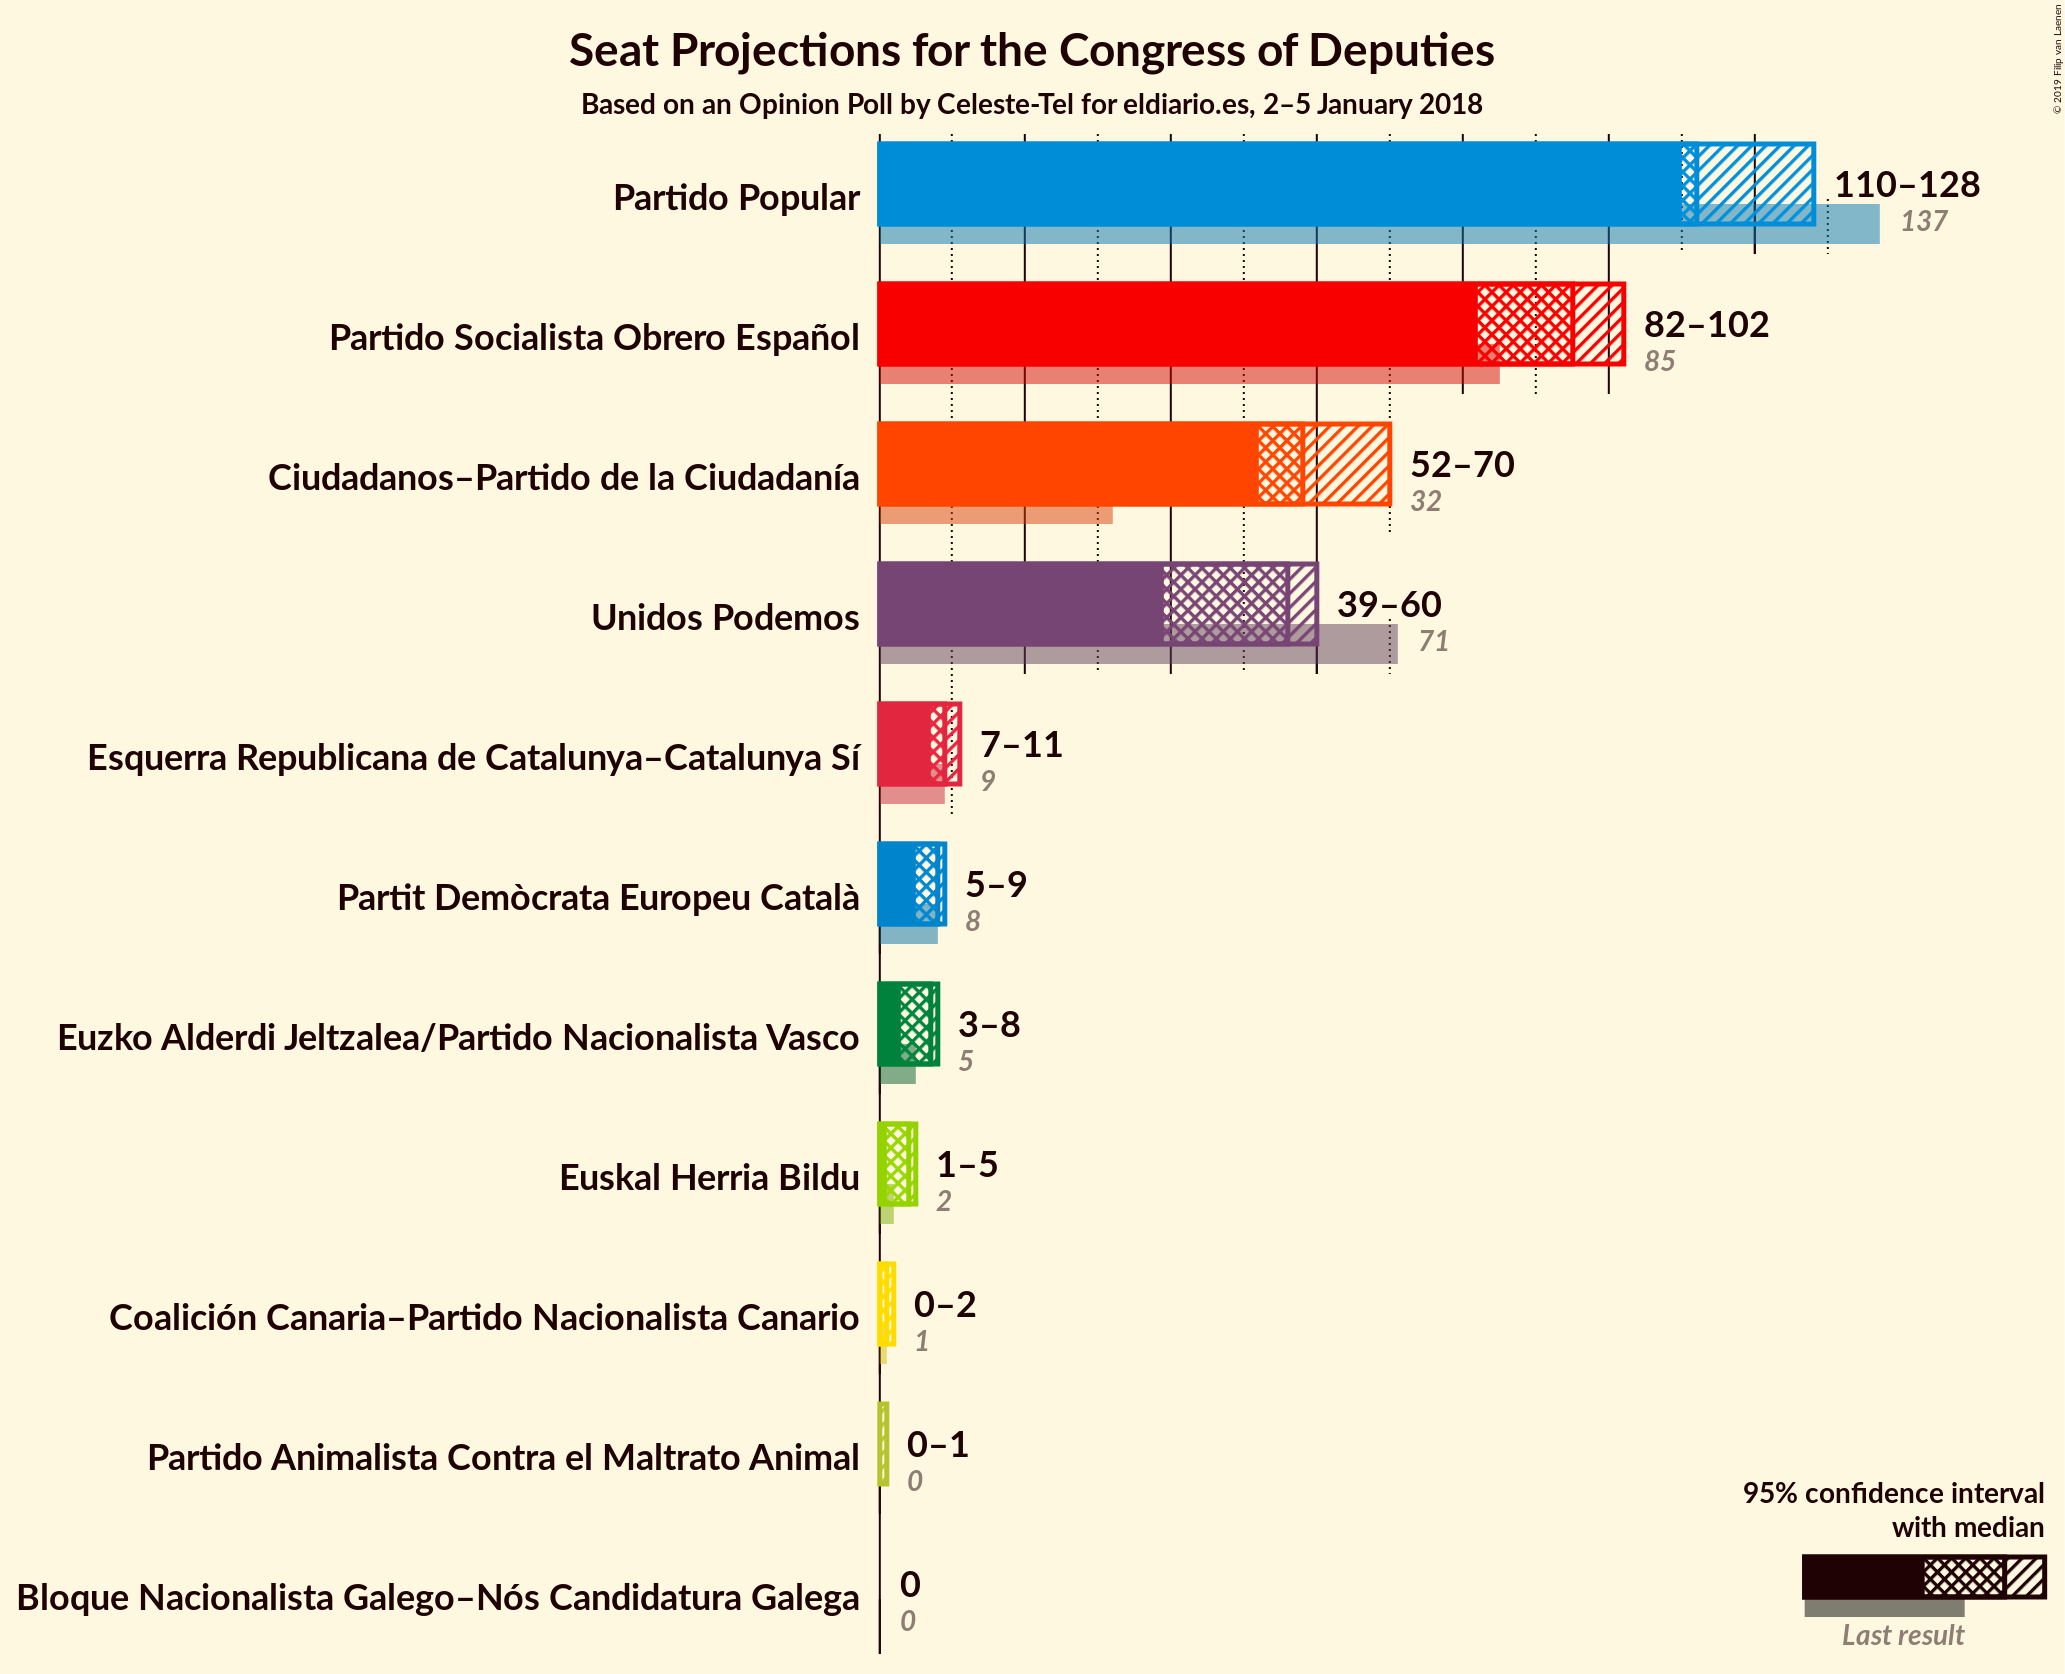 Seat Projections for the Congress of Deputies
Based on an Opinion Poll by Celeste-Tel for eldiario.es, 2–5 January 2018
© 2019 Filip van Laenen
Partido Popular
110–128
137
Partido Socialista Obrero Español
82–102
85
Ciudadanos–Partido de la Ciudadanía
52–70
32
Unidos Podemos
39–60
71
Esquerra Republicana de Catalunya–Catalunya Sí
7–11
9
Partit Demòcrata Europeu Català
5–9
8
Euzko Alderdi Jeltzalea/Partido Nacionalista Vasco
3–8
5
Euskal Herria Bildu
1–5
2
Coalición Canaria–Partido Nacionalista Canario
0–2
1
Partido Animalista Contra el Maltrato Animal
0–1
0
Bloque Nacionalista Galego–Nós Candidatura Galega
0
0
95% confidence interval
with median
Last result